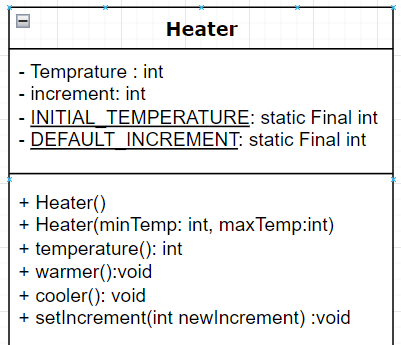 Heater
- Temprature : int
- increment: int
- INITIAL_TEMPERATURE: static Final int
- DEFAULT_INCREMENT: static Final int
+ Heater()
+ Heater(minTemp: int, maxTemp:int)
+ temperature(): int
+ warmer():void
+ cooler(): void
+ setIncrement(int newIncrement) :void